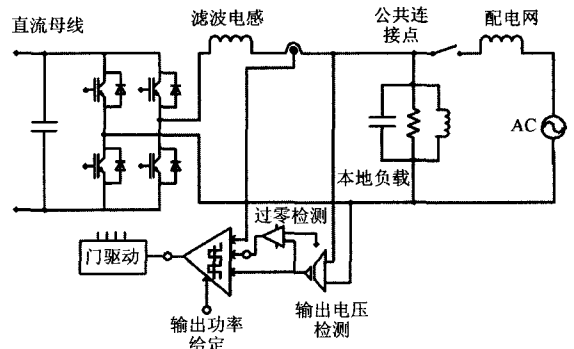 直流母线
滤波电感
公共连
接点
配电网
AC
本地负载
过零检测
门驱动
输出功率
给定
输出电压
检测